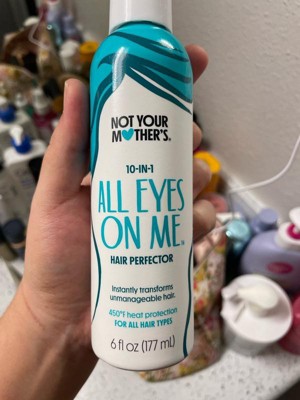 NOT YOUR
MOTHER'S®
10-IN-1
ALL EYES
ON ME™
HAIR PERFECTOR
Instantly transforms
unmanageable hair.
450°F heat protection
FOR ALL HAIR TYPES
6 fl oz (177 mL)